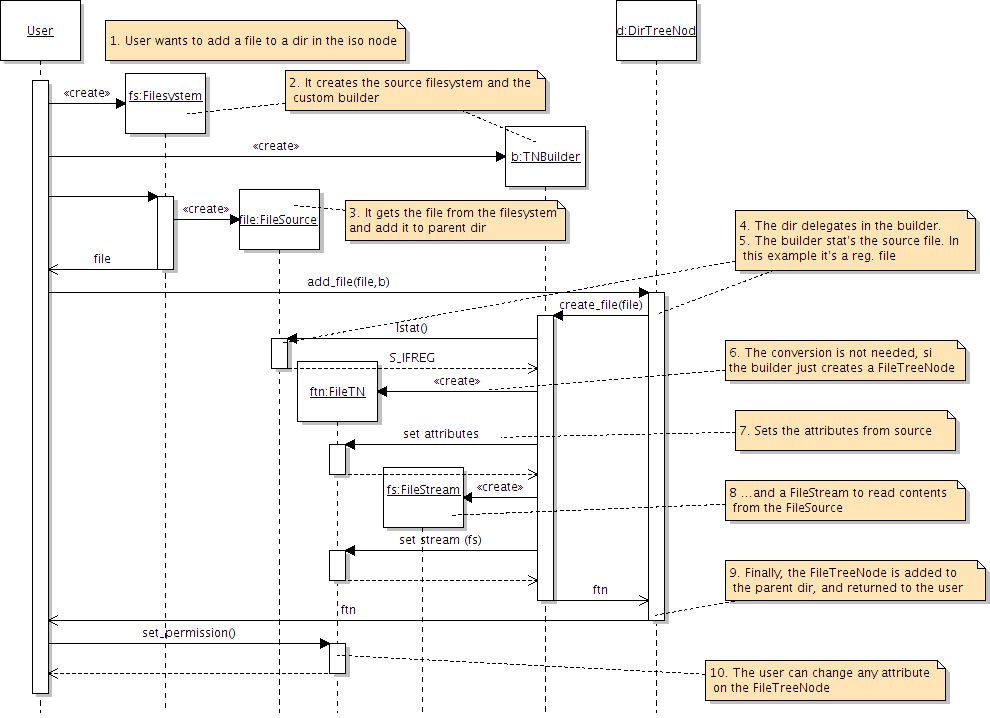 User
d:DirTreeNod
1. User wants to add a file to a dir in the iso node
«create»
fs:Filesystem
2. It creates the source filesystem and the
custom builder
«create»
b:TNBuilder
«create»
file:FileSource
3. It gets the file from the filesystem
and add it to parent dir
4. The dir delegates in the builder.
5. The builder stat's the source file. In
this example it's a reg. file
file
add_file(file,b)
create_file(file)
lstat()
S_IFREG
6. The conversion is not needed, si
the builder just creates a FileTreeNode
«create»
ftn:FileTN
7. Sets the attributes from source
set attributes
fs:FileStream
«create»
8 ...and a FileStream to read contents
from the FileSource
set stream (fs)
9. Finally, the FileTreeNode is added to
the parent dir, and returned to the user
ftn
ftn
set_permission()
10. The user can change any attribute
on the FileTreeNode